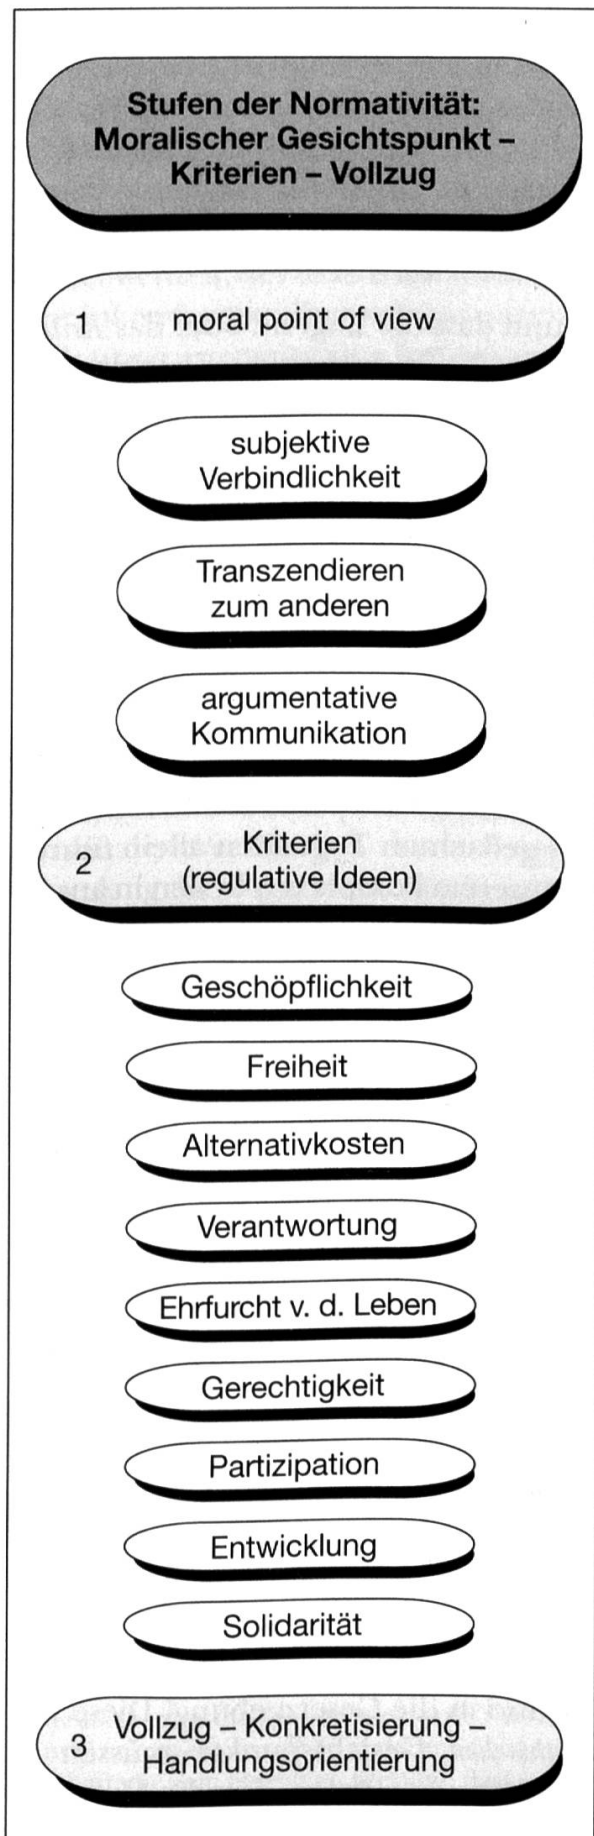 Stufen der Normativität:
Moralischer Gesichtspunkt –
Kriterien – Vollzug
1 moral point of view
subjektive
Verbindlichkeit
Transzendieren
zum anderen
argumentative
Kommunikation
2 Kriterien
(regulative Ideen)
Geschöpflichkeit
Freiheit
Alternativkosten
Verantwortung
Ehrfurcht v. d. Leben
Gerechtigkeit
Partizipation
Entwicklung
Solidarität
3 Vollzug – Konkretisierung –
Handlungsorientierung